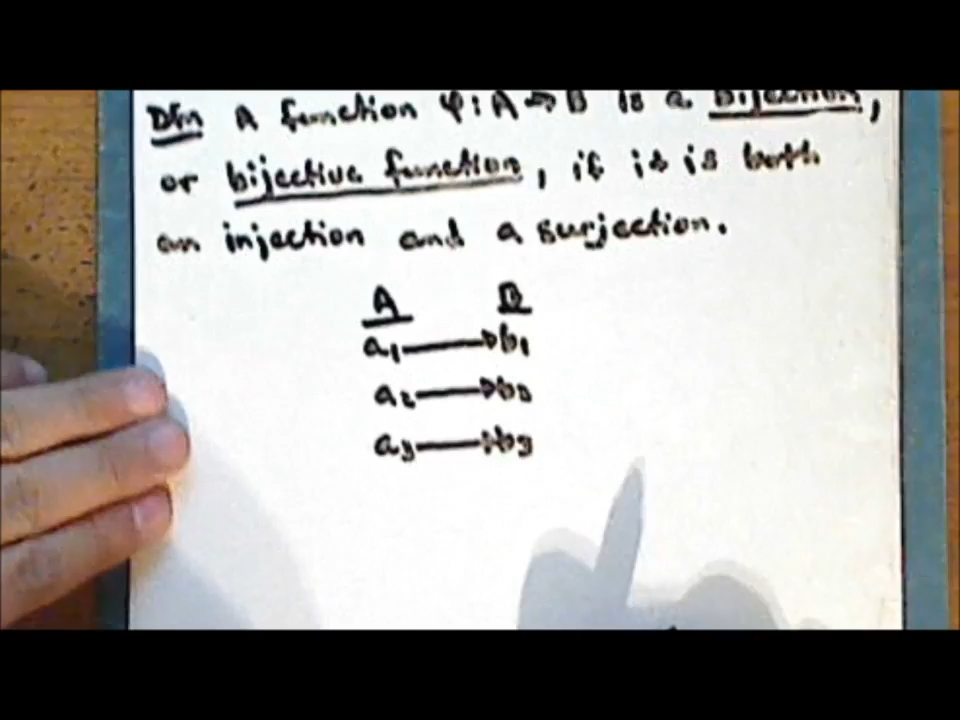 Dfn A function φ: A → B is a bijection,
or bijective function, if it is both
an injection and a surjection.
A B
a₁ → b₁
a₂ → b₂
a₃ → b₃